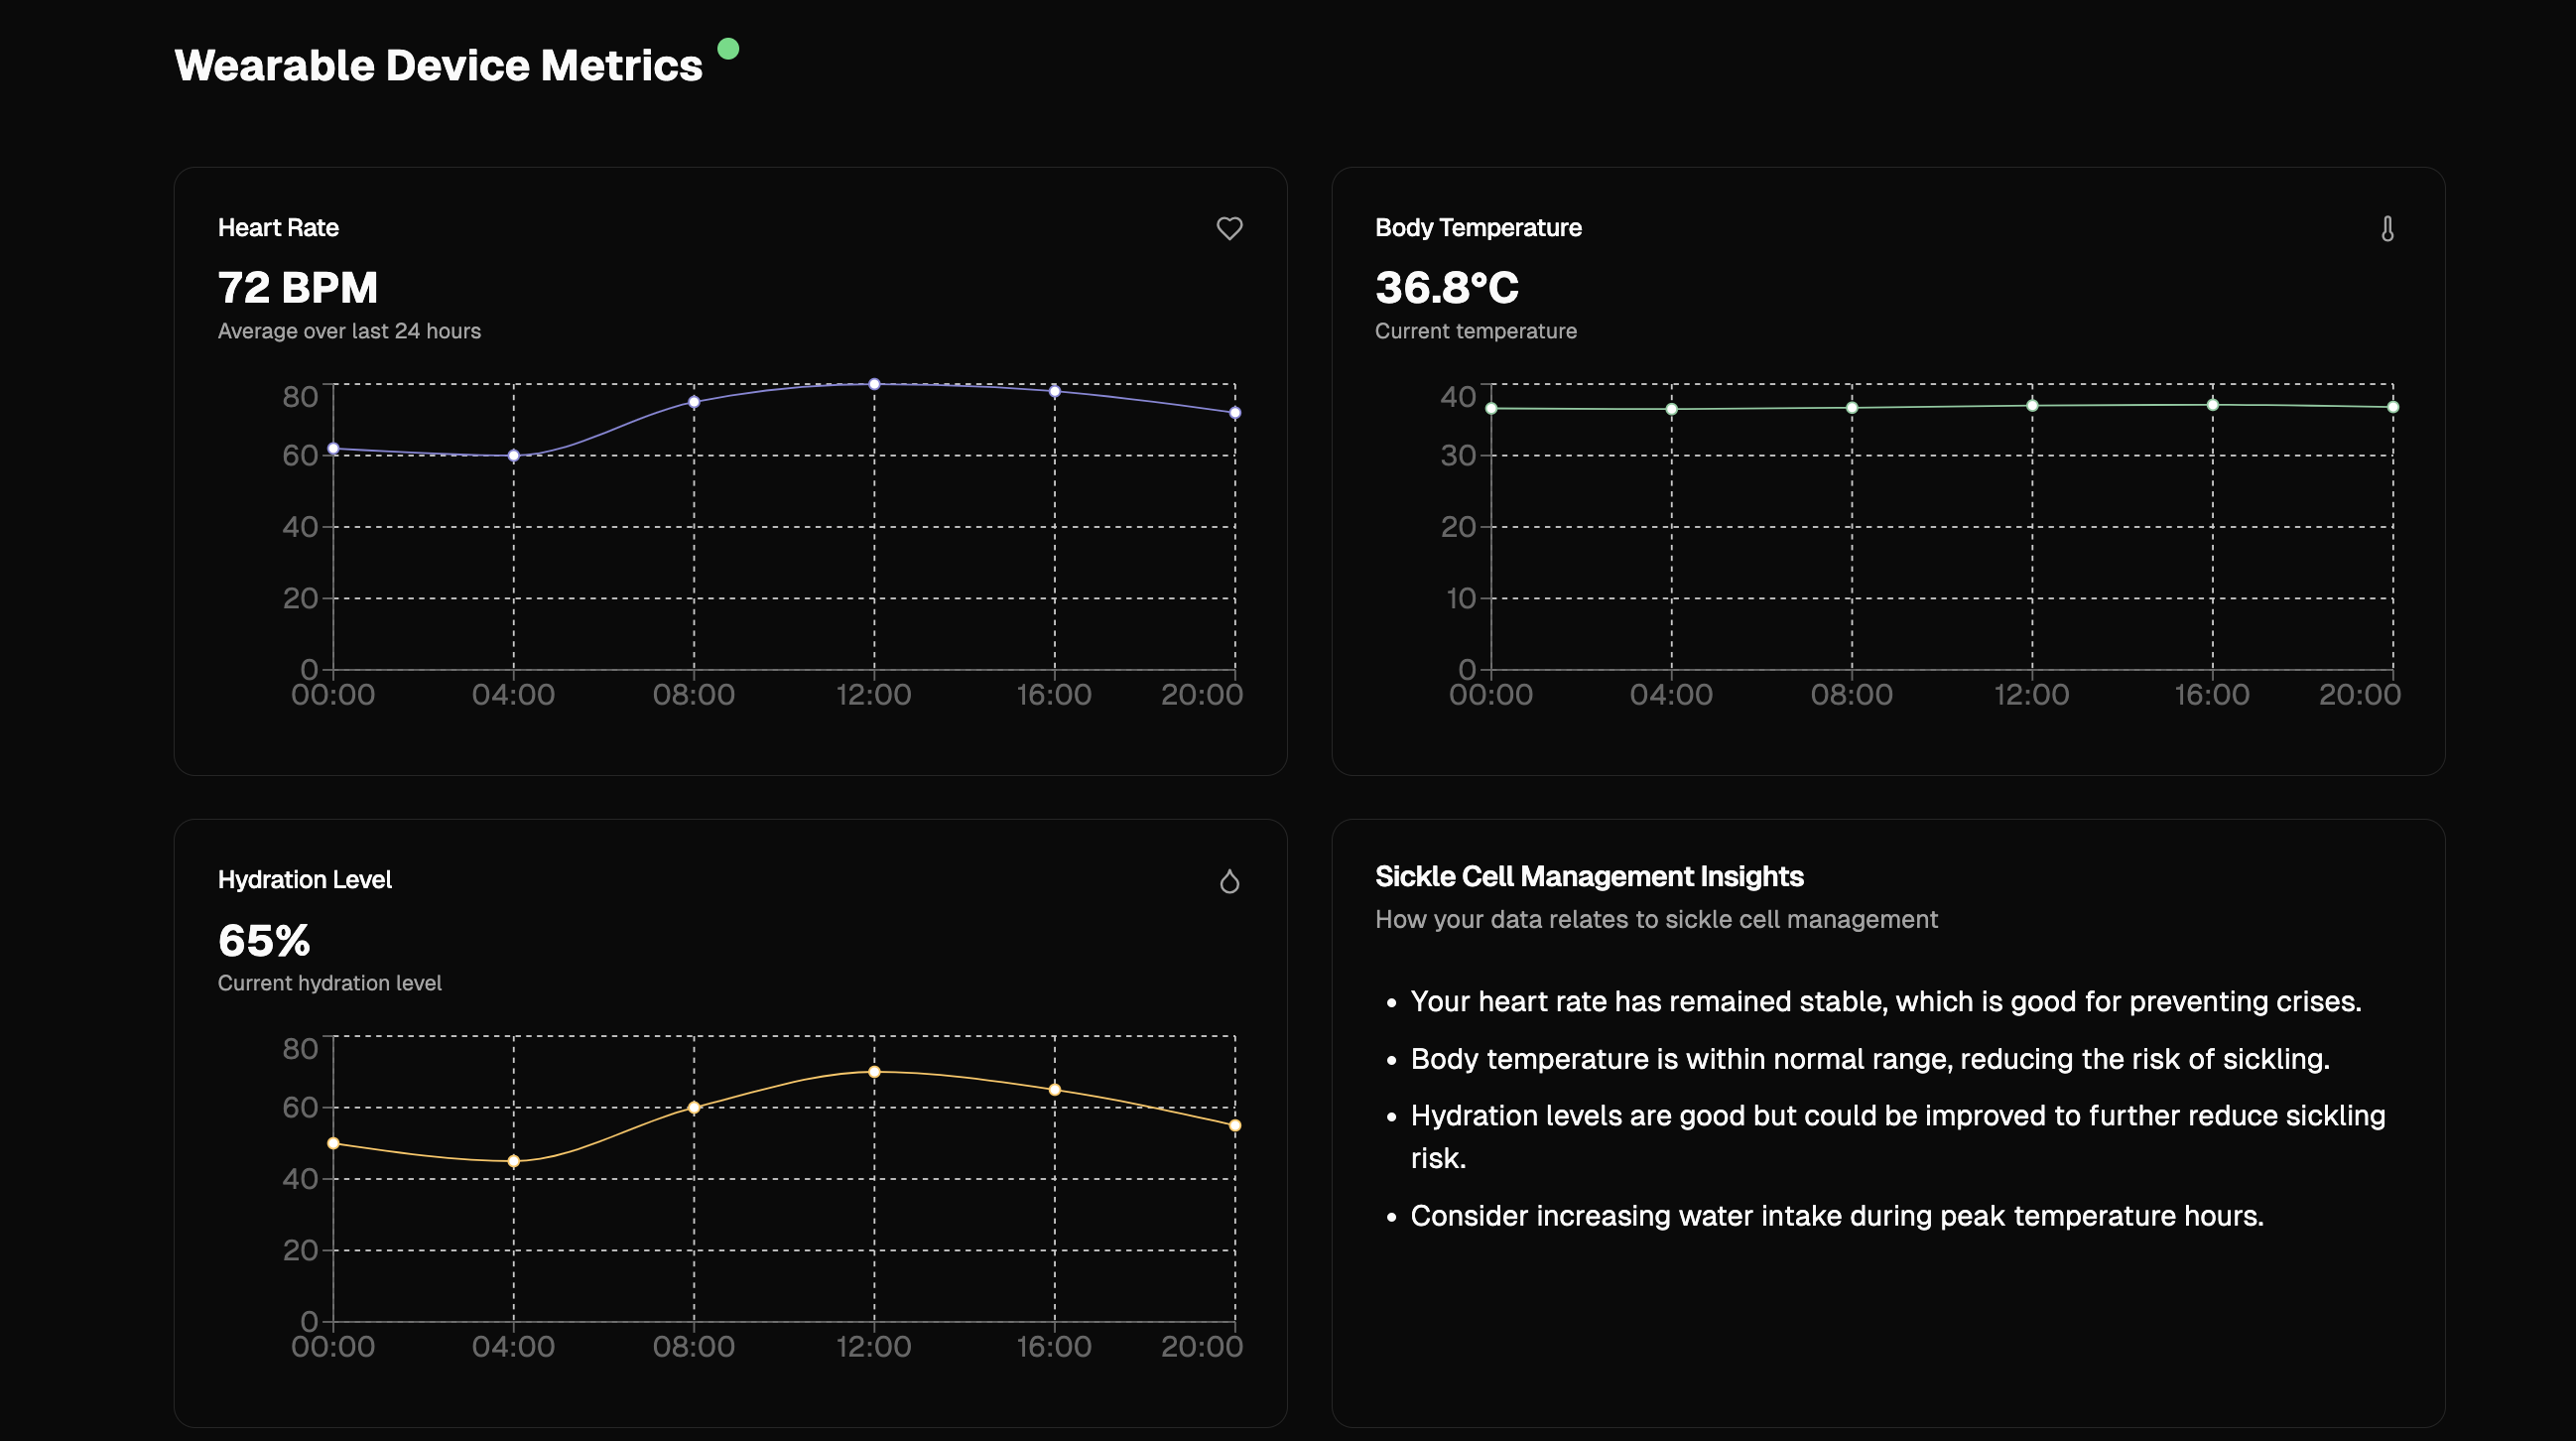 Wearable Device Metrics
Heart Rate
72 BPM
Average over last 24 hours
80
60
40
20
0
00:00 04:00 08:00 12:00 16:00 20:00
Body Temperature
36.8°C
Current temperature
40
30
20
10
0
00:00 04:00 08:00 12:00 16:00 20:00
Hydration Level
65%
Current hydration level
80
60
40
20
0
00:00 04:00 08:00 12:00 16:00 20:00
Sickle Cell Management Insights
How your data relates to sickle cell management
• Your heart rate has remained stable, which is good for preventing crises.
• Body temperature is within normal range, reducing the risk of sickling.
• Hydration levels are good but could be improved to further reduce sickling
risk.
• Consider increasing water intake during peak temperature hours.